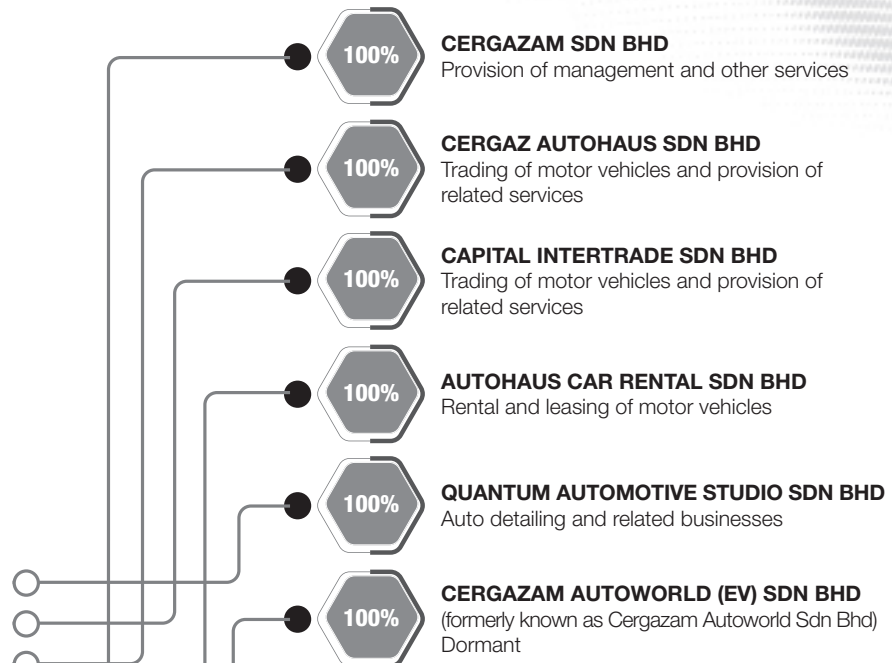 100%
CERGAZAM SDN BHD
Provision of management and other services
100%
CERGAZ AUTOHAUS SDN BHD
Trading of motor vehicles and provision of
related services
100%
CAPITAL INTERTRADE SDN BHD
Trading of motor vehicles and provision of
related services
100%
AUTOHAUS CAR RENTAL SDN BHD
Rental and leasing of motor vehicles
100%
QUANTUM AUTOMOTIVE STUDIO SDN BHD
Auto detailing and related businesses
100%
CERGAZAM AUTOWORLD (EV) SDN BHD
(formerly known as Cergazam Autoworld Sdn Bhd)
Dormant